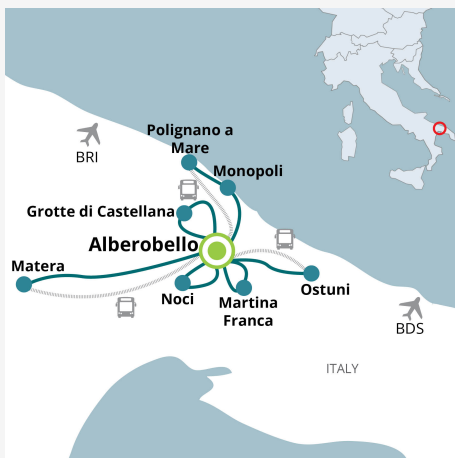 Polignano a
Mare
BRI
Monopoli
Grotte di Castellana
Alberobello
Matera
Noci
Martina
Franca
Ostuni
BDS
ITALY